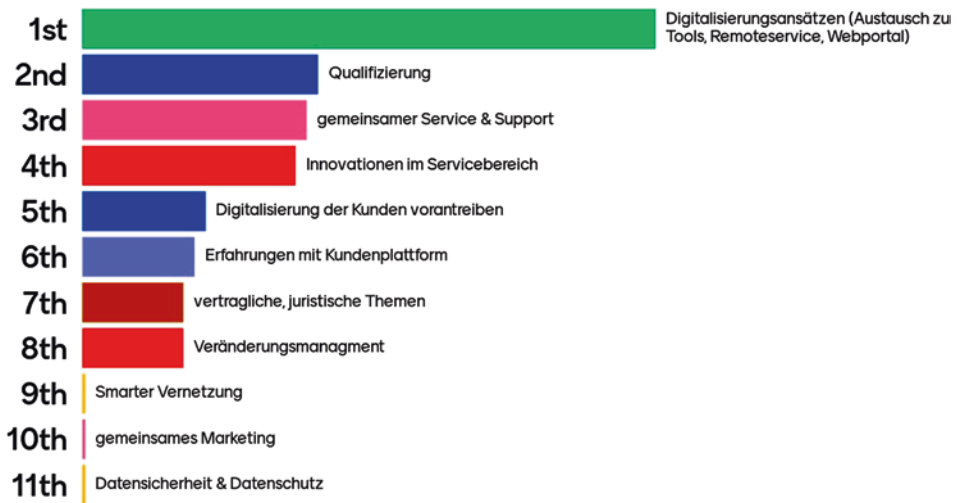 1st
Digitalisierungsansätzen (Austausch zu
Tools, Remoteservice, Webportal)
2nd
Qualifizierung
3rd
gemeinsamer Service & Support
4th
Innovationen im Servicebereich
5th
Digitalisierung der Kunden vorantreiben
6th
Erfahrungen mit Kundenplattform
7th
vertragliche, juristische Themen
8th
Veränderungsmanagment
9th
Smarter Vernetzung
10th
gemeinsames Marketing
11th
Datensicherheit & Datenschutz